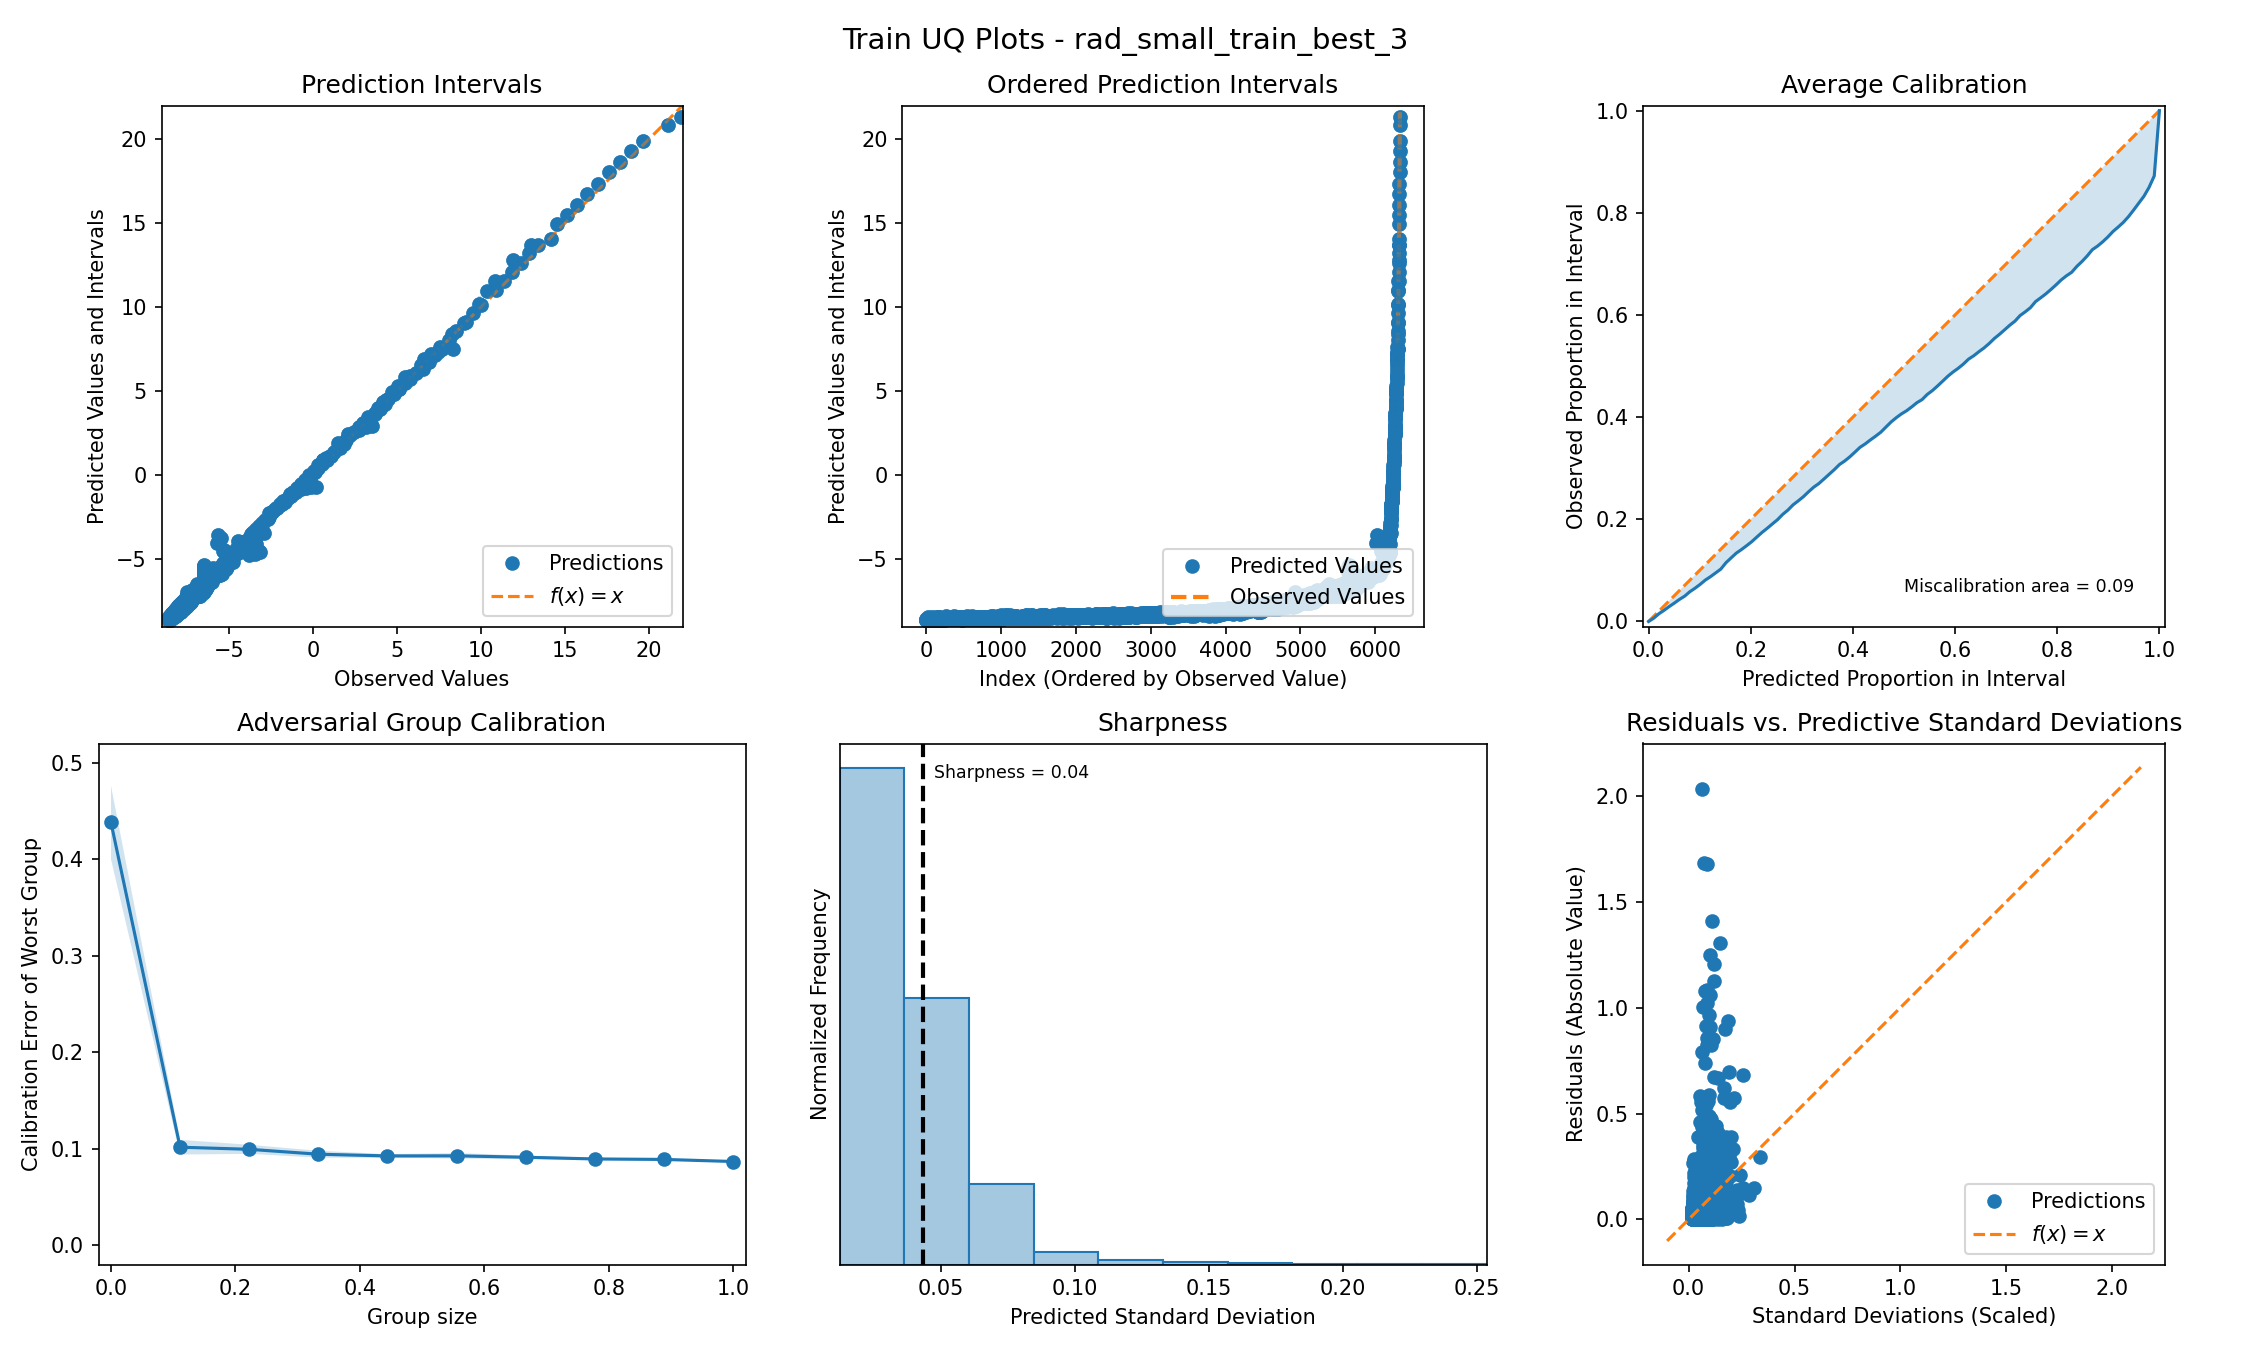 Train UQ Plots - rad_small_train_best_3
Prediction Intervals
Predicted Values and Intervals
20
15
10
5
0
−5
−5 0 5 10 15 20
Observed Values
Predictions
f(x) = x
Ordered Prediction Intervals
Predicted Values and Intervals
20
15
10
5
0
−5
0 1000 2000 3000 4000 5000 6000
Index (Ordered by Observed Value)
Predicted Values
Observed Values
Average Calibration
Observed Proportion in Interval
1.0
0.8
0.6
0.4
0.2
0.0
0.0 0.2 0.4 0.6 0.8 1.0
Predicted Proportion in Interval
Miscalibration area = 0.09
Adversarial Group Calibration
Calibration Error of Worst Group
0.5
0.4
0.3
0.2
0.1
0.0
0.0 0.2 0.4 0.6 0.8 1.0
Group size
Sharpness
Normalized Frequency
Sharpness = 0.04
0.05 0.10 0.15 0.20 0.25
Predicted Standard Deviation
Residuals vs. Predictive Standard Deviations
Residuals (Absolute Value)
2.0
1.5
1.0
0.5
0.0
0.0 0.5 1.0 1.5 2.0
Standard Deviations (Scaled)
Predictions
f(x) = x